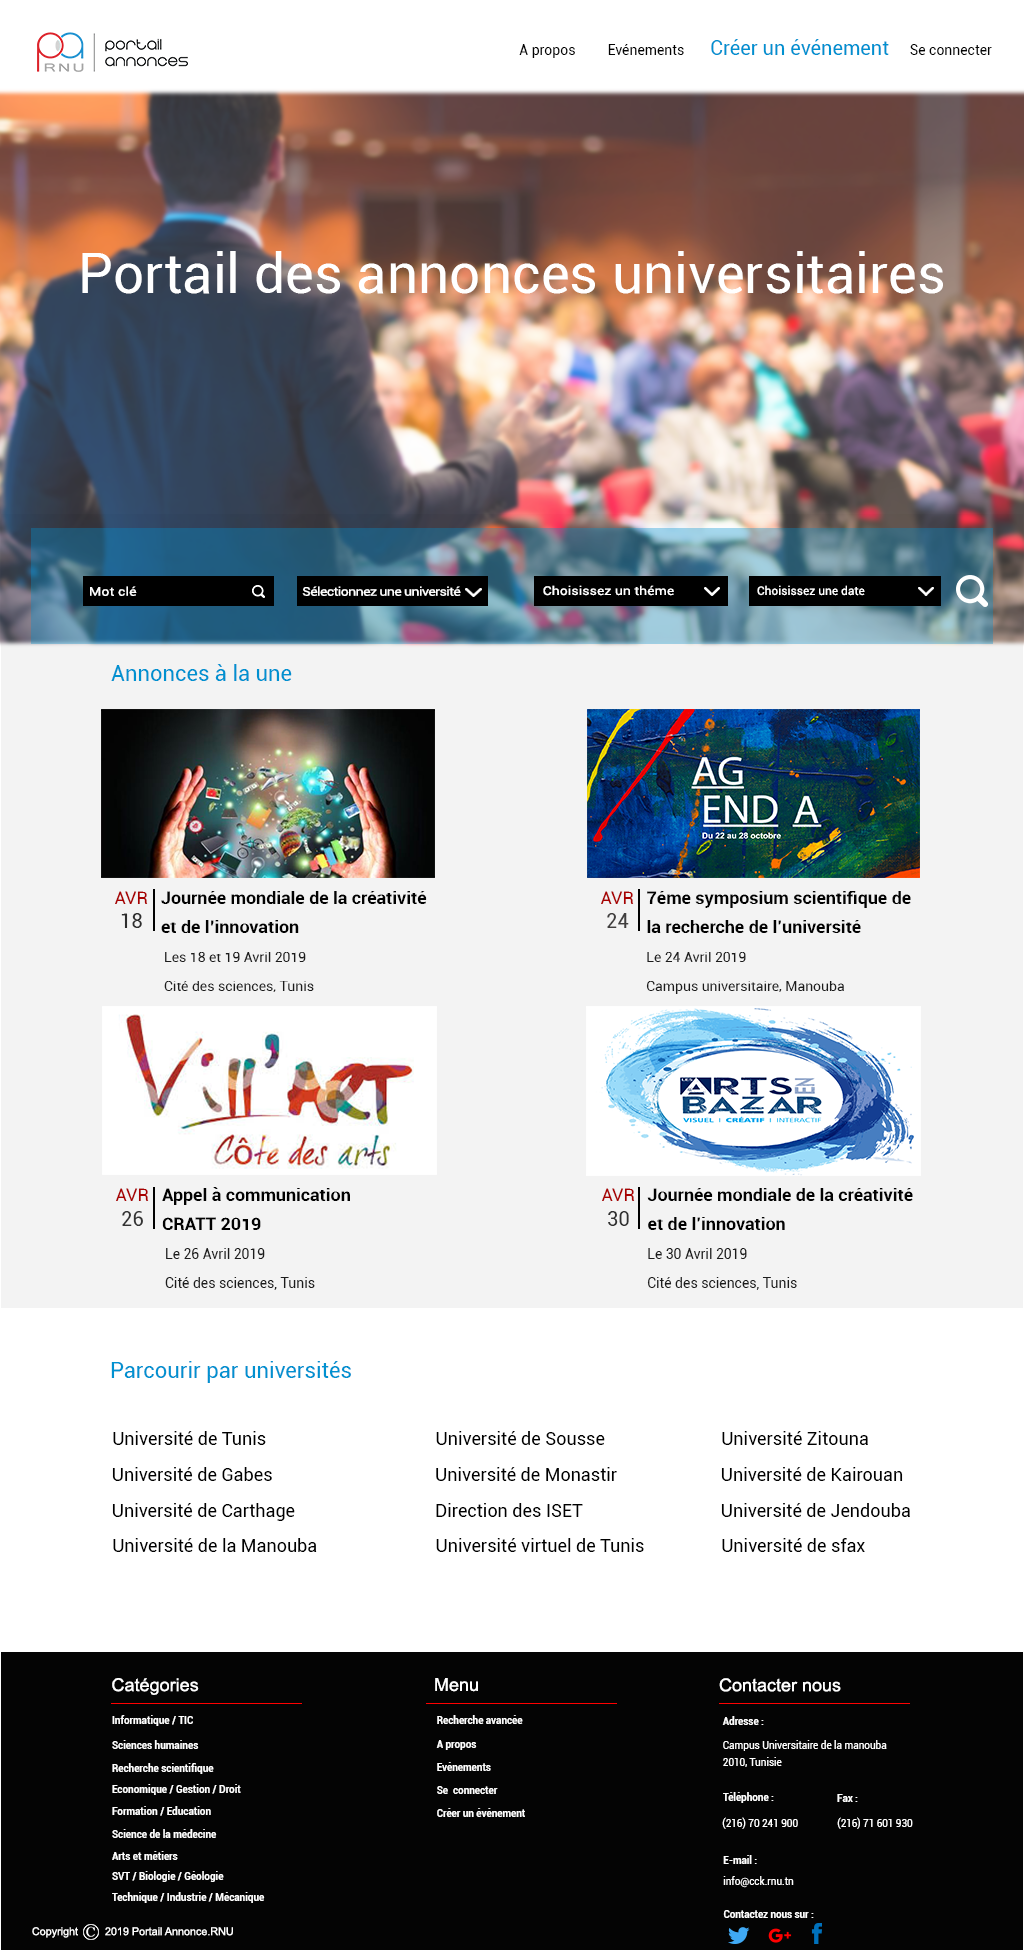 RNU
portail
annonces
A propos
Evénements
Créer un événement
Se connecter
Portail des annonces universitaires
Mot clé
Sélectionnez une université
Choisissez un théme
Choisissez une date
Annonces à la une
AG
END A
Du 22 au 28 octobre
AVR
18
Journée mondiale de la créativité
et de l'innovation
Les 18 et 19 Avril 2019
Cité des sciences, Tunis
AVR
24
7éme symposium scientifique de
la recherche de l'université
Le 24 Avril 2019
Campus universitaire, Manouba
Vill'ART
Côte des arts
LES ARTS EN
BAZAR
VISUEL | CRÉATIF | INTERACTIF
AVR
26
Appel à communication
CRATT 2019
Le 26 Avril 2019
Cité des sciences, Tunis
AVR
30
Journée mondiale de la créativité
et de l'innovation
Le 30 Avril 2019
Cité des sciences, Tunis
Parcourir par universités
Université de Tunis
Université de Gabes
Université de Carthage
Université de la Manouba
Université de Sousse
Université de Monastir
Direction des ISET
Université virtuel de Tunis
Université Zitouna
Université de Kairouan
Université de Jendouba
Université de sfax
Catégories
Informatique / TIC
Sciences humaines
Recherche scientifique
Economique / Gestion / Droit
Formation / Education
Science de la médecine
Arts et métiers
SVT / Biologie / Géologie
Technique / Industrie / Mécanique
Menu
Recherche avancée
A propos
Evénements
Se connecter
Créer un événement
Contacter nous
Adresse :
Campus Universitaire de la manouba
2010, Tunisie
Téléphone :
(216) 70 241 900
Fax :
(216) 71 601 930
E-mail :
info@cck.rnu.tn
Contactez nous sur :
G+
Copyright © 2019 Portail Annonce.RNU